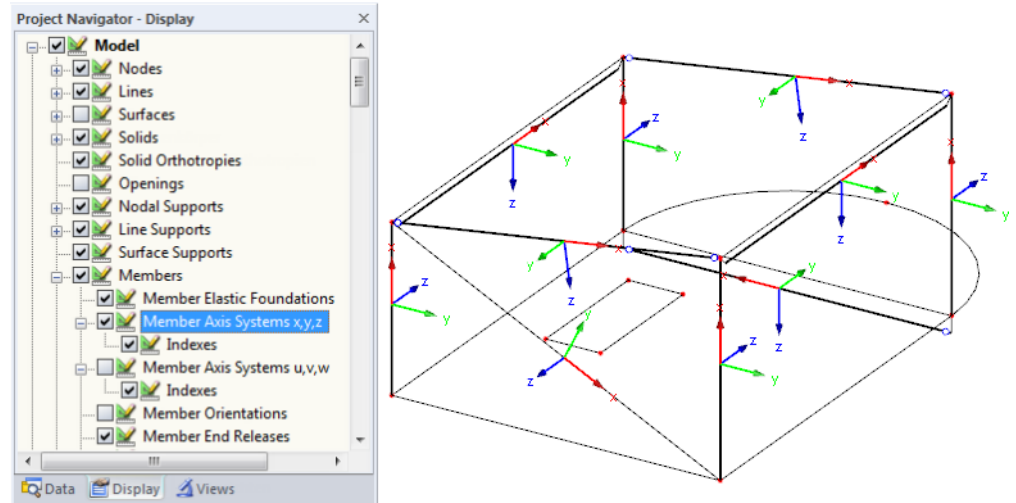 Project Navigator - Display
Model
Nodes
Lines
Surfaces
Solids
Solid Orthotropies
Openings
Nodal Supports
Line Supports
Surface Supports
Members
Member Elastic Foundations
Member Axis Systems x,y,z
Indexes
Member Axis Systems u,v,w
Indexes
Member Orientations
Member End Releases
Data Display Views
x
y
z
x
y
z
x
y
z
x
y
z
x
y
z
x
y
z
x
y
z
x
y
z
x
y
z
x
y
z